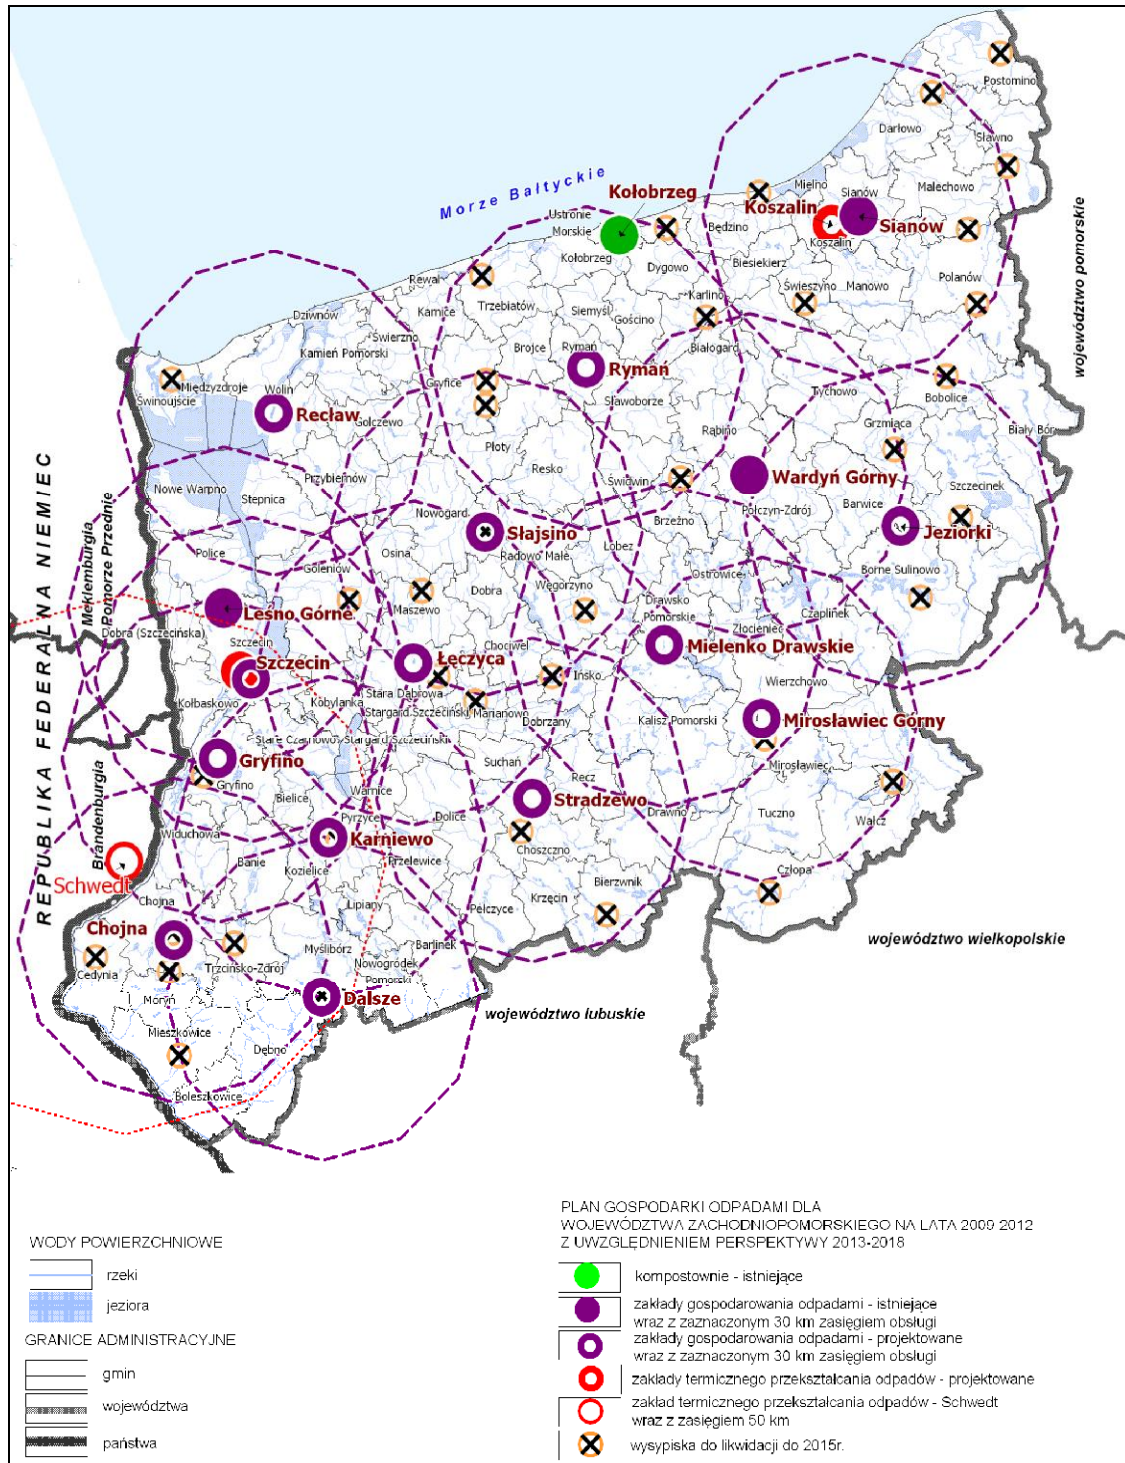 Postomino
Darłowo
Sławno
Morze Bałtyckie
Kołobrzeg
Mielno
Sianów
Malechowo
Koszalin
Sianów
Ustronie
Morskie
Będzino
Koszalin
Kołobrzeg
Dygowo
Biesiekierz
Manowo
Polanów
Świeszyno
Rewal
Karnice
Trzebiatów
Siemyśl
Gościno
Karlino
województwo pomorskie
Dziwnów
Świerzno
Kamień Pomorski
Brojce
Rymań
Rymań
Białogard
Tychowo
Bobolice
Międzyzdroje
Świnoujście
Wolin
Recław
Gryfice
Golczewo
Sławoborze
Rąbino
Grzmiąca
Biały Bór
Płoty
Resko
Świdwin
Wardyń Górny
Przybiernów
Nowe Warpno
Stepnica
Szczecinek
Nowogard
Słajsino
Radowo Małe
Łobez
Brzeżno
Połczyn-Zdrój
Barwice
Jeziorki
REPUBLIKA FEDERALNA NIEMIEC
Meklemburgia
Pomorze Przednie
Police
Goleniów
Osina
Maszewo
Dobra
Węgorzyno
Ostrowice
Borne Sulinowo
Leśno Górne
Drawsko
Pomorskie
Złocieniec
Czaplinek
Dobra (Szczecińska)
Szczecin
Szczecin
Chociwel
Łęczyca
Mielenko Drawskie
Kołbaskowo
Kobylanka
Stara Dąbrowa
Stargard Szczeciński
Marianowo
Ińsko
Dobrzany
Wierzchowo
Kalisz Pomorski
Mirosławiec Górny
Stare Czarnowo
Stargard Szczeciński
Gryfino
Gryfino
Suchań
Recz
Mirosławiec
Bielice
Warnice
Stradzewo
Brandenburgia
Widuchowa
Pyrzyce
Karniewo
Dolice
Drawno
Tuczno
Wałcz
Banie
Kozielice
Przelewice
Choszczno
Schwedt
Chojna
Chojna
Lipiany
Pełczyce
Krzęcin
Bierzwnik
Człopa
województwo wielkopolskie
Cedynia
Trzcińsko-Zdrój
Myślibórz
Barlinek
Nowogródek
Pomorski
Moryń
Dalsze
województwo lubuskie
Mieszkowice
Dębno
Boleszkowice
WODY POWIERZCHNIOWE
rzeki
jeziora
GRANICE ADMINISTRACYJNE
gmin
województwa
państwa
PLAN GOSPODARKI ODPADAMI DLA
WOJEWÓDZTWA ZACHODNIOPOMORSKIEGO NA LATA 2009 2012
Z UWZGLĘDNIENIEM PERSPEKTYWY 2013-2018
kompostownie - istniejące
zakłady gospodarowania odpadami - istniejące
wraz z zaznaczonym 30 km zasięgiem obsługi
zakłady gospodarowania odpadami - projektowane
wraz z zaznaczonym 30 km zasięgiem obsługi
zakłady termicznego przekształcania odpadów - projektowane
zakład termicznego przekształcania odpadów - Schwedt
wraz z zasięgiem 50 km
wysypiska do likwidacji do 2015r.